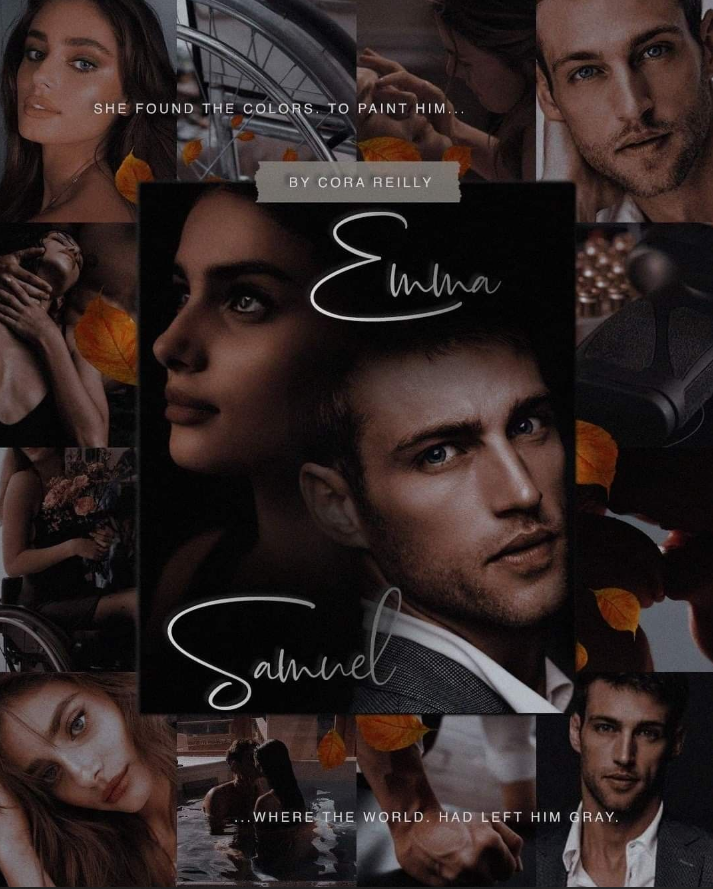 SHE FOUND THE COLORS. TO PAINT HIM...
BY CORA REILLY
Emma
Samuel
...WHERE THE WORLD. HAD LEFT HIM GRAY.